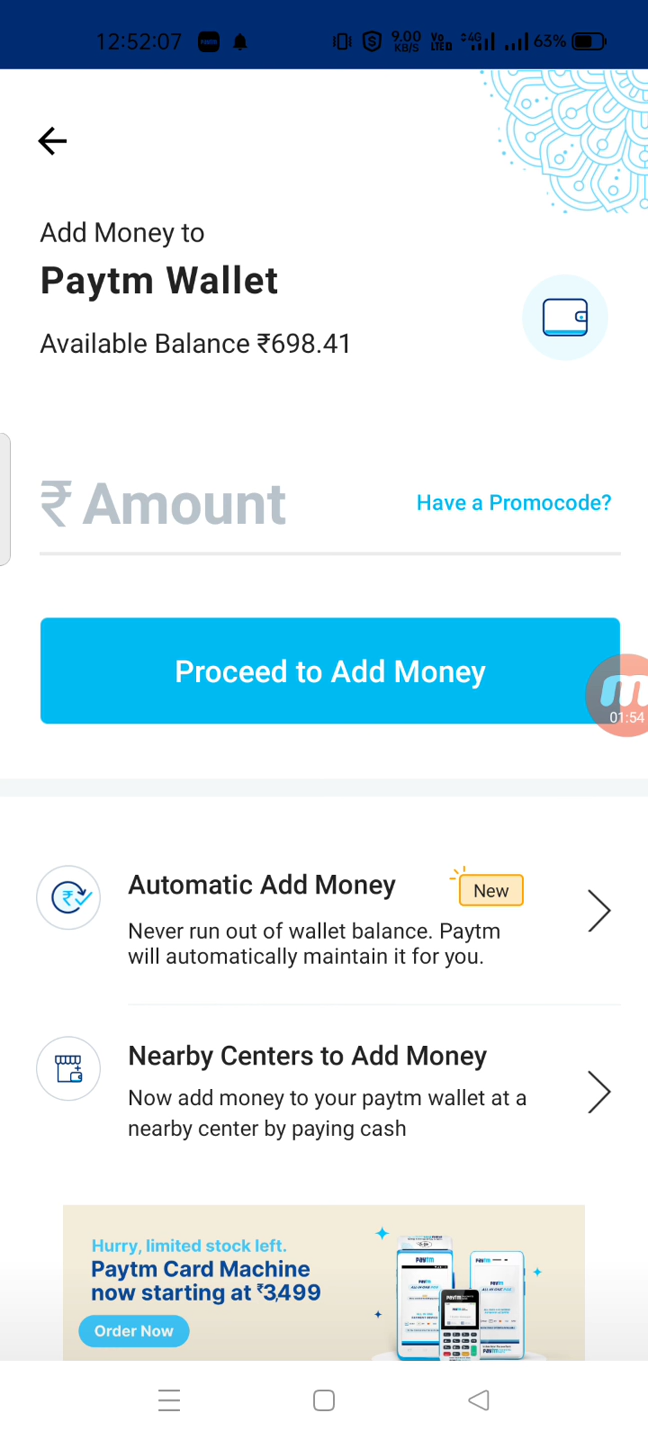 12:52:07
9.00 KB/S
Vo LTE
4G
63%
Add Money to
Paytm Wallet
Available Balance ₹698.41
₹ Amount
Have a Promocode?
Proceed to Add Money
01:54
Automatic Add Money
New
Never run out of wallet balance. Paytm
will automatically maintain it for you.
Nearby Centers to Add Money
Now add money to your paytm wallet at a
nearby center by paying cash
Hurry, limited stock left.
Paytm Card Machine
now starting at ₹3,499
Order Now